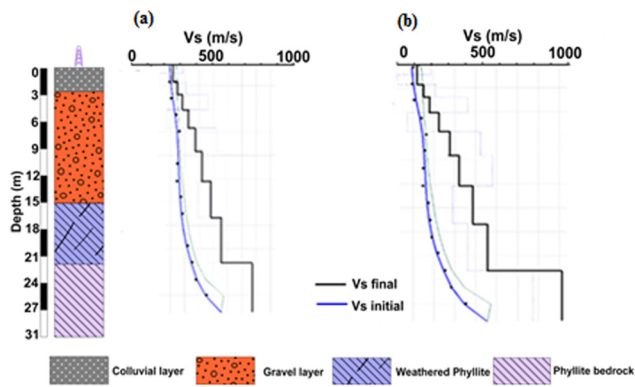 (a)
(b)
Vs (m/s)
Vs (m/s)
0 500 1000
0 500 1000
Depth (m)
0
3
6
9
12
15
18
21
24
27
31
Vs final
Vs initial
Colluvial layer
Gravel layer
Weathered Phyllite
Phyllite bedrock